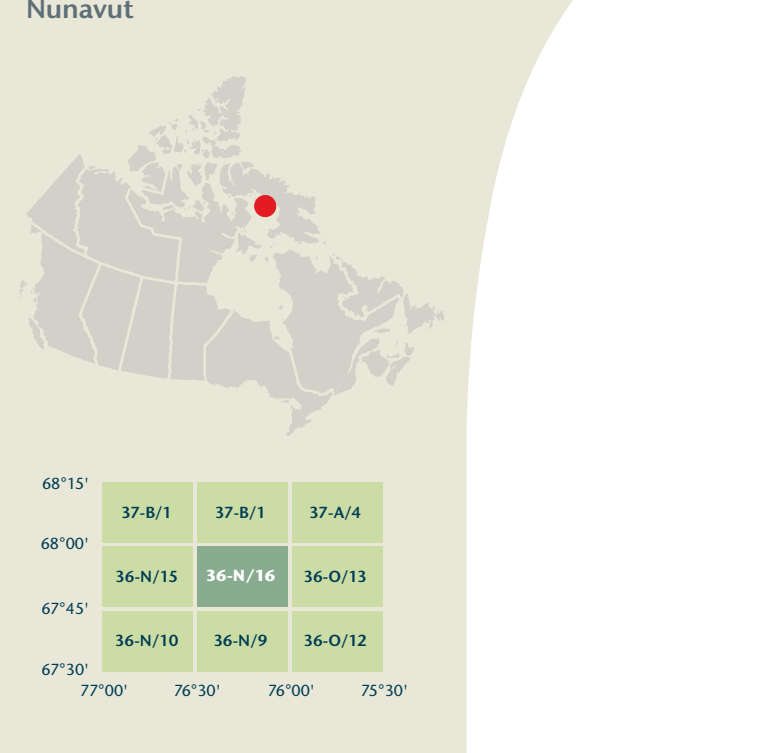 Nunavut
68°15'
37-B/1 37-B/1 37-A/4
68°00'
36-N/15 36-N/16 36-O/13
67°45'
36-N/10 36-N/9 36-O/12
67°30'
77°00' 76°30' 76°00' 75°30'